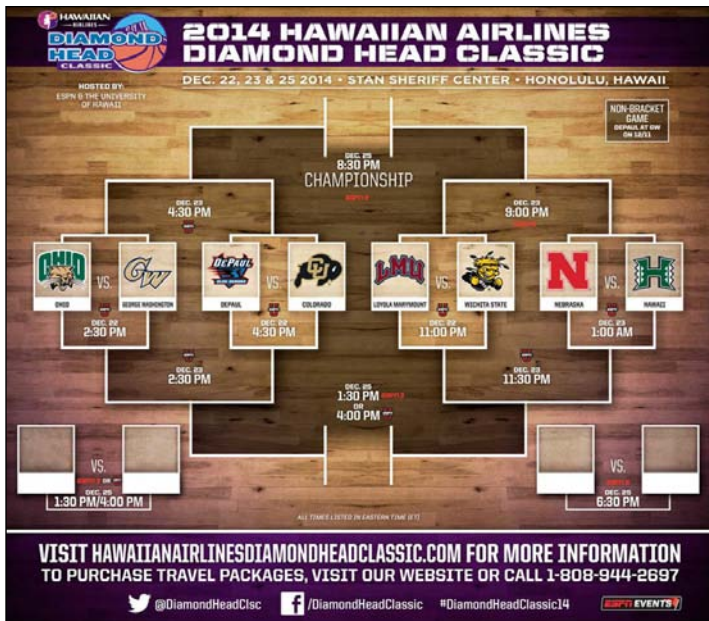 HAWAIIAN
AIRLINES
DIAMOND
HEAD
CLASSIC
2014 HAWAIIAN AIRLINES
DIAMOND HEAD CLASSIC
DEC. 22, 23 & 25 2014 • STAN SHERIFF CENTER • HONOLULU, HAWAII
HOSTED BY:
ESPN & THE UNIVERSITY
OF HAWAII
NON-BRACKET
GAME
DEPAUL AT GW
ON 12/11
DEC. 25
8:30 PM
CHAMPIONSHIP
DEC. 23
4:30 PM
DEC. 23
9:00 PM
OHIO
VS.
GW
DEPAUL
BLUE DEMONS
VS.
CU
LMU
VS.
N
VS.
H
OHIO
GEORGE WASHINGTON
DEPAUL
COLORADO
LOYOLA MARYMOUNT
WICHITA STATE
NEBRASKA
HAWAII
DEC. 22
2:30 PM
DEC. 22
4:30 PM
DEC. 22
11:00 PM
DEC. 23
1:00 AM
DEC. 23
2:30 PM
DEC. 23
11:30 PM
DEC. 25
1:30 PM ESPN2
OR
4:00 PM
VS.
OR
DEC. 25
1:30 PM/4:00 PM
VS.
DEC. 25
6:30 PM
ALL TIMES LISTED IN EASTERN TIME (ET)
VISIT HAWAIIANAIRLINESDIAMONDHEADCLASSIC.COM FOR MORE INFORMATION
TO PURCHASE TRAVEL PACKAGES, VISIT OUR WEBSITE OR CALL 1-808-944-2697
@DiamondHeadClsc
/DiamondHeadClassic
#DiamondHeadClassic14
ESPN EVENTS